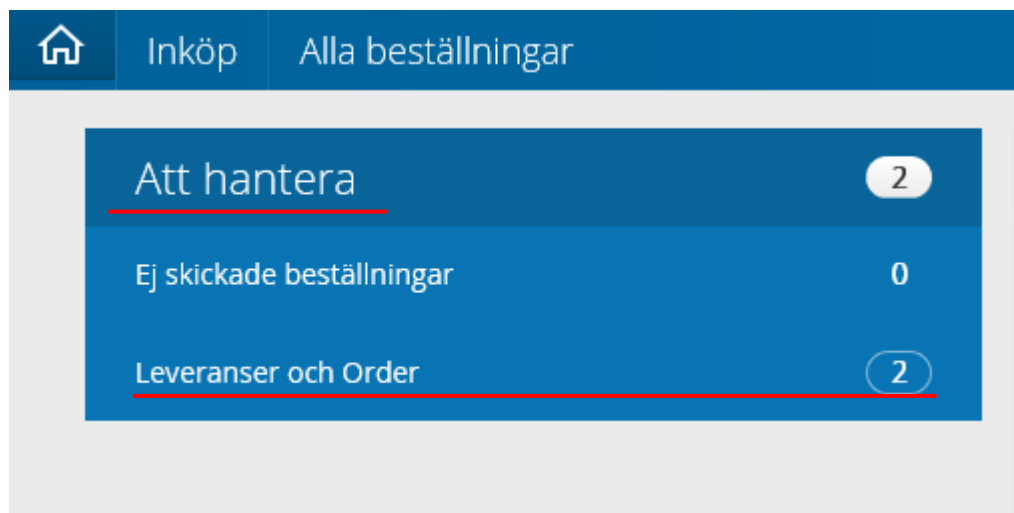 Inköp Alla beställningar
Att hantera 2
Ej skickade beställningar 0
Leveranser och Order 2